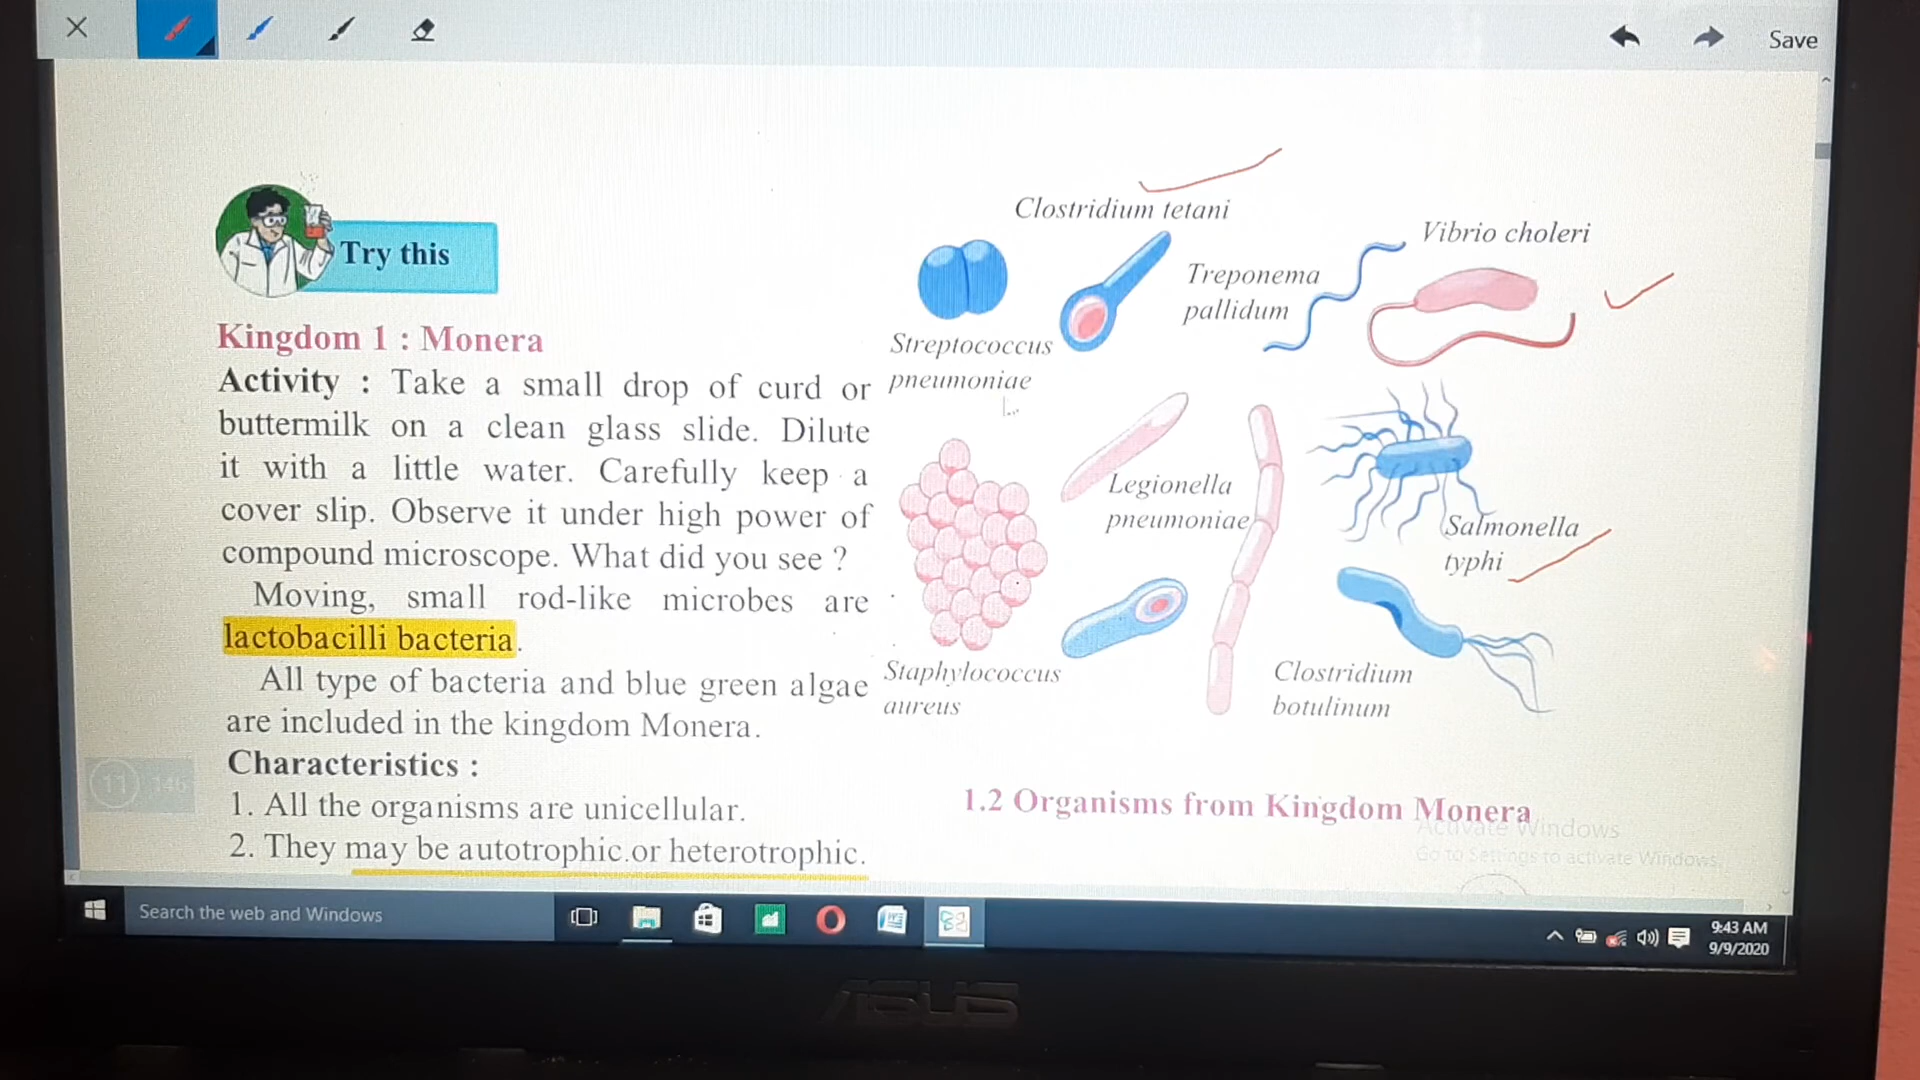 Save
Try this
Kingdom 1 : Monera
Activity : Take a small drop of curd or
buttermilk on a clean glass slide. Dilute
it with a little water. Carefully keep a
cover slip. Observe it under high power of
compound microscope. What did you see ?
Moving, small rod-like microbes are
lactobacilli bacteria.
All type of bacteria and blue green algae
are included in the kingdom Monera.
Characteristics :
1. All the organisms are unicellular.
2. They may be autotrophic or heterotrophic.
Clostridium tetani
Vibrio choleri
Treponema
pallidum
Streptococcus
pneumoniae
Legionella
pneumoniae
Salmonella
typhi
Staphylococcus
aureus
Clostridium
botulinum
1.2 Organisms from Kingdom Monera
Activate Windows
Go to Settings to activate Windows.
11 146
Search the web and Windows
9:43 AM
9/9/2020
ASUS